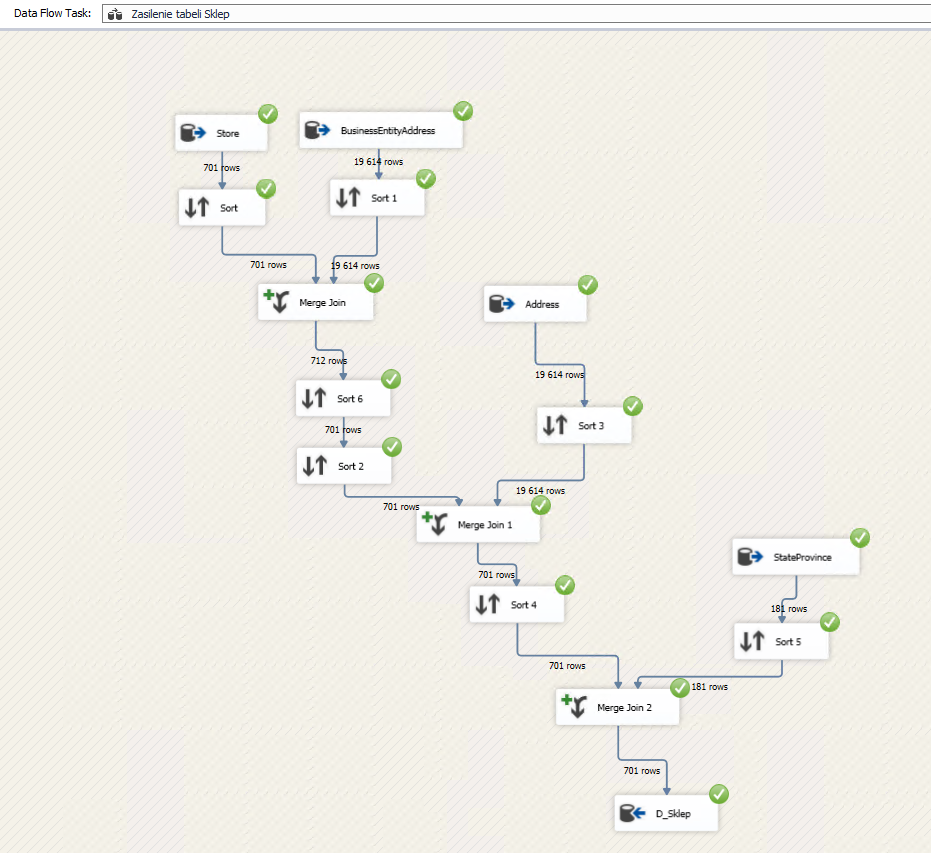 Data Flow Task: Zasilenie tabeli Sklep
Store
BusinessEntityAddress
701 rows
19 614 rows
Sort
Sort 1
701 rows
19 614 rows
Merge Join
Address
712 rows
19 614 rows
Sort 6
Sort 3
701 rows
Sort 2
701 rows
19 614 rows
Merge Join 1
StateProvince
701 rows
Sort 4
181 rows
Sort 5
701 rows
181 rows
Merge Join 2
701 rows
D_Sklep